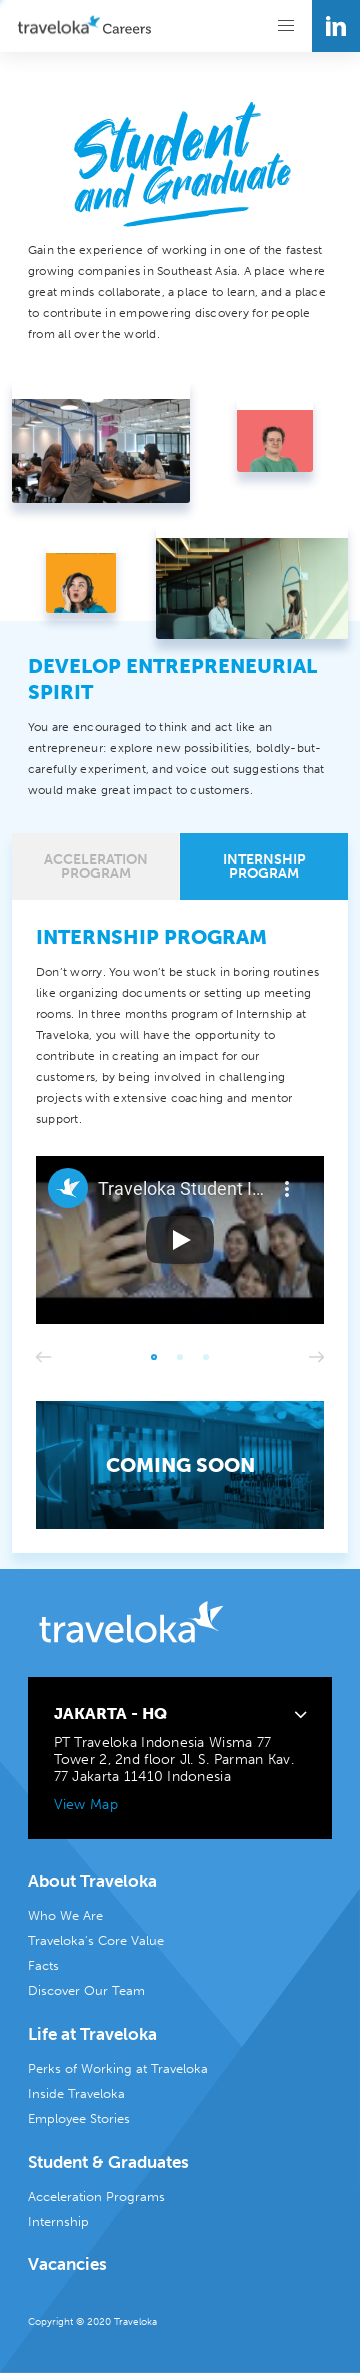 traveloka Careers
in
Student
and Graduate
Gain the experience of working in one of the fastest
growing companies in Southeast Asia. A place where
great minds collaborate, a place to learn, and a place
to contribute in empowering discovery for people
from all over the world.
DEVELOP ENTREPRENEURIAL
SPIRIT
You are encouraged to think and act like an
entrepreneur: explore new possibilities, boldly-but-
carefully experiment, and voice out suggestions that
would make great impact to customers.
ACCELERATION
PROGRAM
INTERNSHIP
PROGRAM
INTERNSHIP PROGRAM
Don't worry. You won't be stuck in boring routines
like organizing documents or setting up meeting
rooms. In three months program of Internship at
Traveloka, you will have the opportunity to
contribute in creating an impact for our
customers, by being involved in challenging
projects with extensive coaching and mentor
support.
Traveloka Student I...
COMING SOON
traveloka
JAKARTA - HQ
PT Traveloka Indonesia Wisma 77
Tower 2, 2nd floor Jl. S. Parman Kav.
77 Jakarta 11410 Indonesia
View Map
About Traveloka
Who We Are
Traveloka's Core Value
Facts
Discover Our Team
Life at Traveloka
Perks of Working at Traveloka
Inside Traveloka
Employee Stories
Student & Graduates
Acceleration Programs
Internship
Vacancies
Copyright © 2020 Traveloka